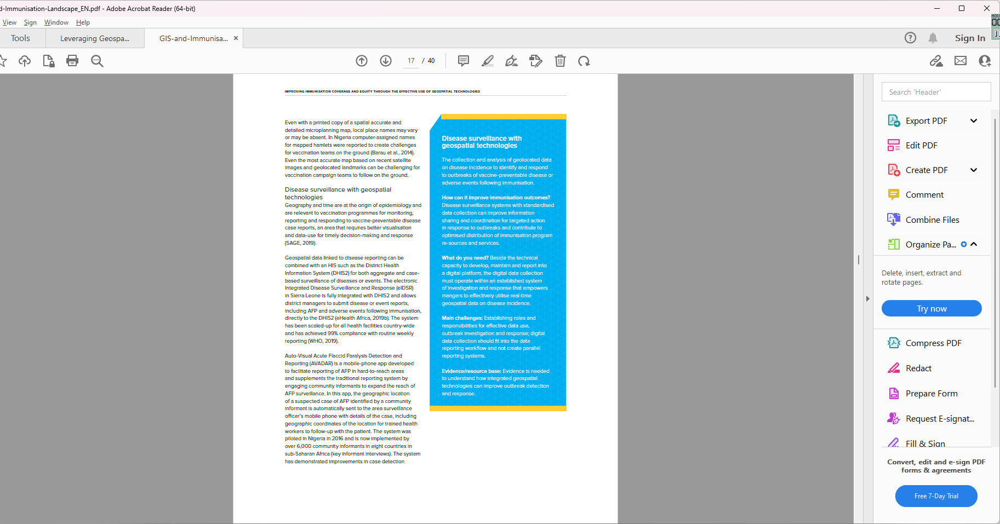 d-Immunisation-Landscape_EN.pdf - Adobe Acrobat Reader (64-bit)
View Sign Window Help
Tools
Leveraging Geospa...
GIS-and-Immunisa...
Sign In
17 / 40
IMPROVING IMMUNISATION COVERAGE AND EQUITY THROUGH THE EFFECTIVE USE OF GEOSPATIAL TECHNOLOGIES
Even with a printed copy of a spatial accurate and
detailed microplanning map, local place names may vary
or may be absent. In Nigeria computer-assigned names
for mapped hamlets were reported to create challenges
for vaccination teams on the ground (Barau et al., 2014).
Even the most accurate map based on recent satellite
images and geolocated landmarks can be challenging for
vaccination campaign teams to follow on the ground.
Disease surveillance with geospatial
technologies
Geography and time are at the origin of epidemiology and
are relevant to vaccination programmes for monitoring,
reporting and responding to vaccine-preventable disease
case reports, an area that requires better visualisation
and data-use for timely decision-making and response
(SAGE, 2019).
Geospatial data linked to disease reporting can be
combined with an HIS such as the District Health
Information System (DHIS2) for both aggregate and case-
based surveillance of diseases or events. The electronic
Integrated Disease Surveillance and Response (eIDSR)
in Sierra Leone is fully integrated with DHIS2 and allows
district managers to submit disease or event reports,
including AFP and adverse events following immunisation,
directly to the DHIS2 (eHealth Africa, 2019b). The system
has been scaled-up for all health facilities country-wide
and has achieved 99% compliance with routine weekly
reporting (WHO, 2019).
Auto-Visual Acute Flaccid Paralysis Detection and
Reporting (AVADAR) is a mobile-phone app developed
to facilitate reporting of AFP in hard-to-reach areas
and supplements the traditional reporting system by
engaging community informants to expand the reach of
AFP surveillance. In this app, the geographic location
of a suspected case of AFP identified by a community
informant is automatically sent to the area surveillance
officer's mobile phone with details of the case, including
geographic coordinates of the location for trained health
workers to follow-up with the patient. The system was
piloted in Nigeria in 2016 and is now implemented by
over 6,000 community informants in eight countries in
sub-Saharan Africa (key informant interviews). The system
has demonstrated improvements in case detection
Disease surveillance with
geospatial technologies
The collection and analysis of geolocated data
on disease incidence to identify and respond
to outbreaks of vaccine-preventable disease or
adverse events following immunisation.
How can it improve immunisation outcomes?
Disease surveillance systems with standardised
data collection can improve information
sharing and coordination for targeted action
in response to outbreaks and contribute to
optimised distribution of immunisation program
re-sources and services.
What do you need? Beside the technical
capacity to develop, maintain and report into
a digital platform, the digital data collection
must operate within an established system
of investigation and response that empowers
mangers to effectively utilise real-time
geospatial data on disease incidence.
Main challenges: Establishing roles and
responsibilities for effective data use,
outbreak investigation and response; digital
data collection should fit into the data
reporting workflow and not create parallel
reporting systems.
Evidence/resource base: Evidence is needed
to understand how integrated geospatial
technologies can improve outbreak detection
and response.
Search 'Header'
Export PDF
Edit PDF
Create PDF
Comment
Combine Files
Organize Pa...
Delete, insert, extract and
rotate pages.
Try now
Compress PDF
Redact
Prepare Form
Request E-signat...
Fill & Sign
Convert, edit and e-sign PDF
forms & agreements
Free 7-Day Trial